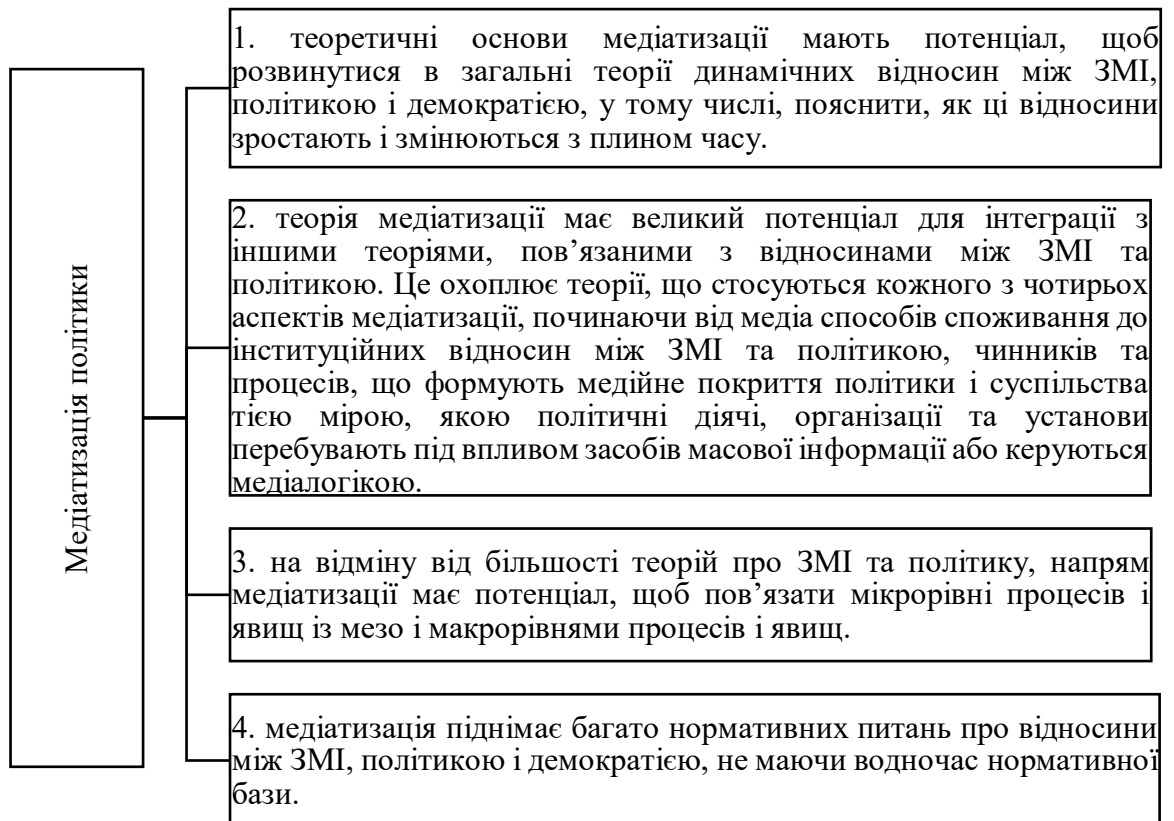 Медіатизація політики
1. теоретичні основи медіатизації мають потенціал, щоб
розвинутися в загальні теорії динамічних відносин між ЗМІ,
політикою і демократією, у тому числі, пояснити, як ці відносини
зростають і змінюються з плином часу.
2. теорія медіатизації має великий потенціал для інтеграції з
іншими теоріями, пов’язаними з відносинами між ЗМІ та
політикою. Це охоплює теорії, що стосуються кожного з чотирьох
аспектів медіатизації, починаючи від медіа способів споживання до
інституційних відносин між ЗМІ та політикою, чинників та
процесів, що формують медійне покриття політики і суспільства
тією мірою, якою політичні діячі, організації та установи
перебувають під впливом засобів масової інформації або керуються
медіалогікою.
3. на відміну від більшості теорій про ЗМІ та політику, напрям
медіатизації має потенціал, щоб пов’язати мікрорівні процесів і
явищ із мезо і макрорівнями процесів і явищ.
4. медіатизація піднімає багато нормативних питань про відносини
між ЗМІ, політикою і демократією, не маючи водночас нормативної
бази.